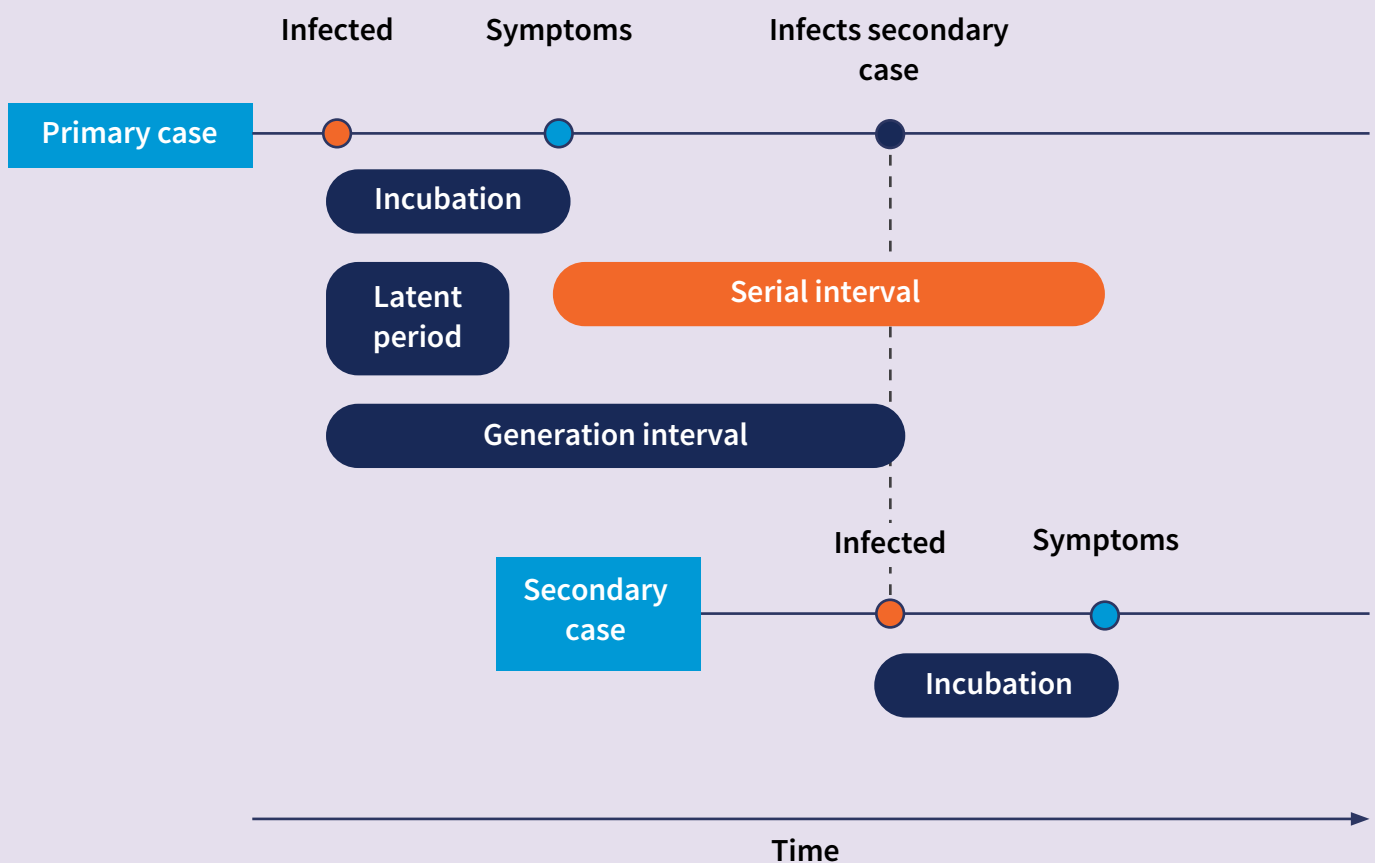 Infected
Symptoms
Infects secondary
case
Primary case
Incubation
Latent
period
Serial interval
Generation interval
Infected
Symptoms
Secondary
case
Incubation
Time